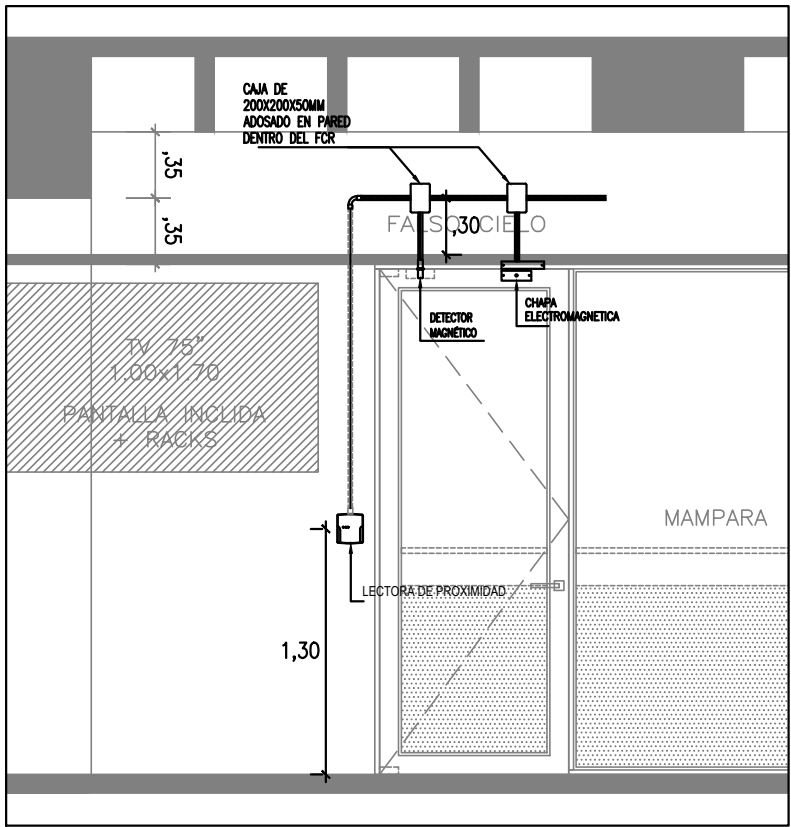 CAJA DE
200X200X50MM
ADOSADO EN PARED
DENTRO DEL FCR
,35
,35
,30
FALSO CIELO
DETECTOR
MAGNÉTICO
CHAPA
ELECTROMAGNETICA
TV 75"
1.00x1.70
PANTALLA INCLIDA
+ RACKS
MAMPARA
LECTORA DE PROXIMIDAD
1,30